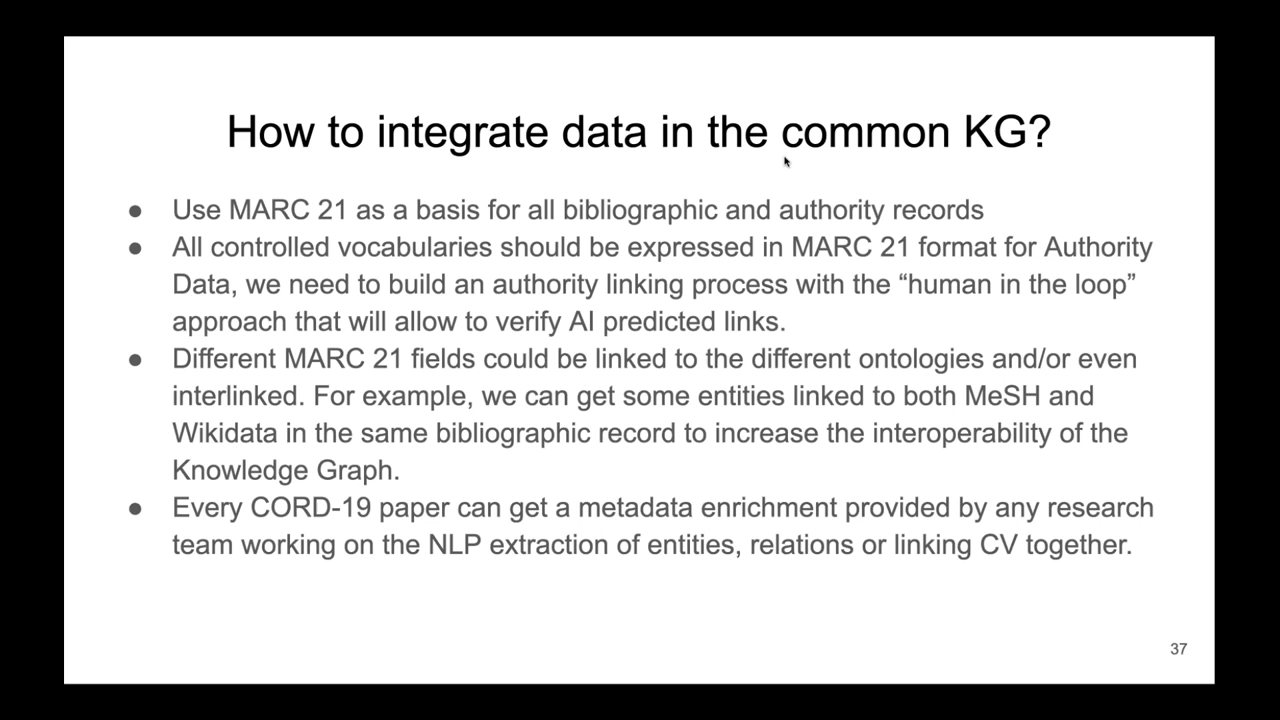 How to integrate data in the common KG?
● Use MARC 21 as a basis for all bibliographic and authority records
● All controlled vocabularies should be expressed in MARC 21 format for Authority
Data, we need to build an authority linking process with the “human in the loop”
approach that will allow to verify AI predicted links.
● Different MARC 21 fields could be linked to the different ontologies and/or even
interlinked. For example, we can get some entities linked to both MeSH and
Wikidata in the same bibliographic record to increase the interoperability of the
Knowledge Graph.
● Every CORD-19 paper can get a metadata enrichment provided by any research
team working on the NLP extraction of entities, relations or linking CV together.
37